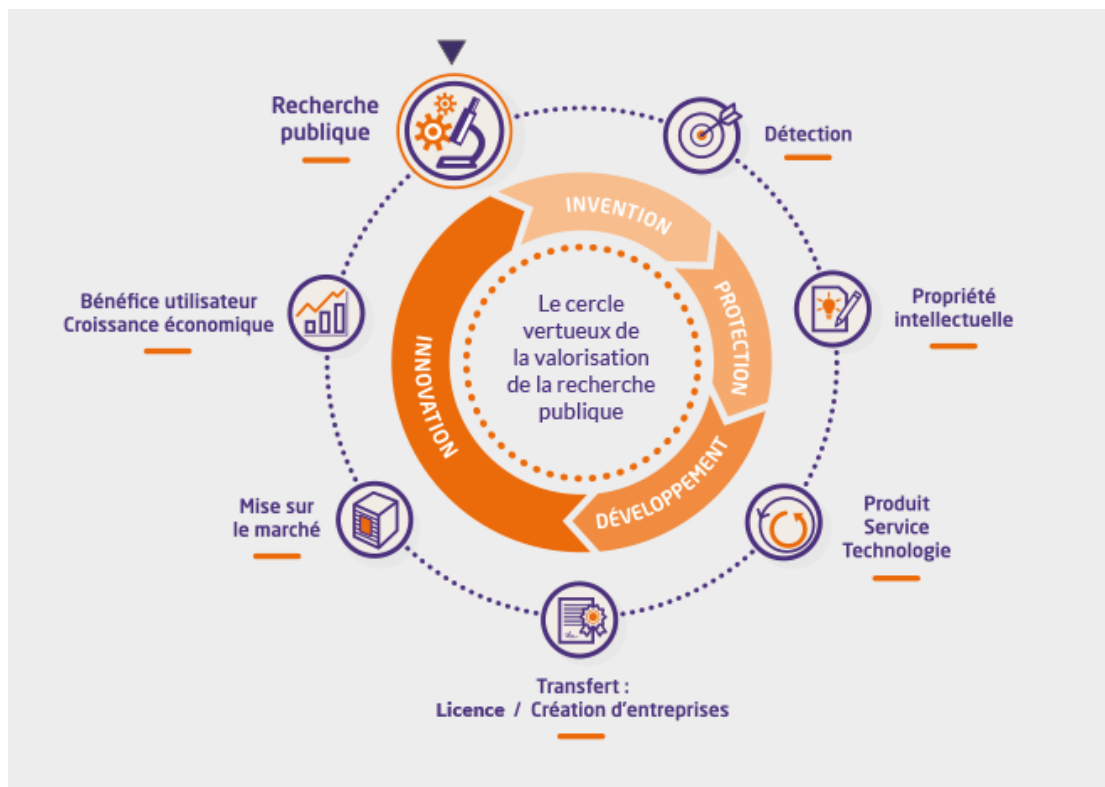 Recherche
publique
Détection
Propriété
intellectuelle
Produit
Service
Technologie
Transfert :
Licence / Création d'entreprises
Mise sur
le marché
Bénéfice utilisateur
Croissance économique
INVENTION
PROTECTION
DÉVELOPPEMENT
INNOVATION
Le cercle
vertueux de
la valorisation
de la recherche
publique